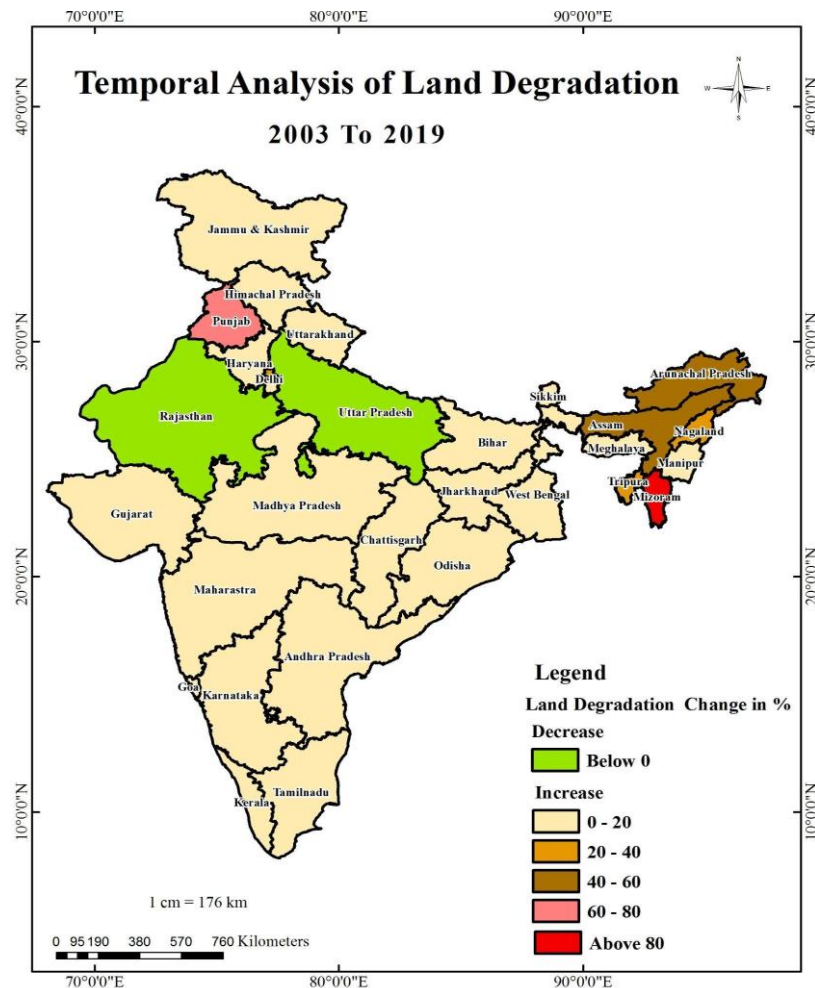 70°0'0"E 80°0'0"E 90°0'0"E
Temporal Analysis of Land Degradation
2003 To 2019
N
W E
S
40°0'0"N 40°0'0"N
Jammu & Kashmir
Himachal Pradesh
Punjab
Uttarakhand
30°0'0"N 30°0'0"N
Haryana
Delhi
Arunachal Pradesh
Sikkim
Rajasthan
Uttar Pradesh
Assam
Nagaland
Bihar
Meghalaya
Manipur
Tripura
Jharkhand
West Bengal
Mizoram
Gujarat
Madhya Pradesh
Chattisgarh
Odisha
20°0'0"N 20°0'0"N
Maharastra
Andhra Pradesh
Goa
Karnataka
Kerala
Tamilnadu
10°0'0"N 10°0'0"N
Legend
Land Degradation Change in %
Decrease
Below 0
Increase
0 - 20
20 - 40
40 - 60
60 - 80
Above 80
1 cm = 176 km
0 95 190 380 570 760 Kilometers
70°0'0"E 80°0'0"E 90°0'0"E